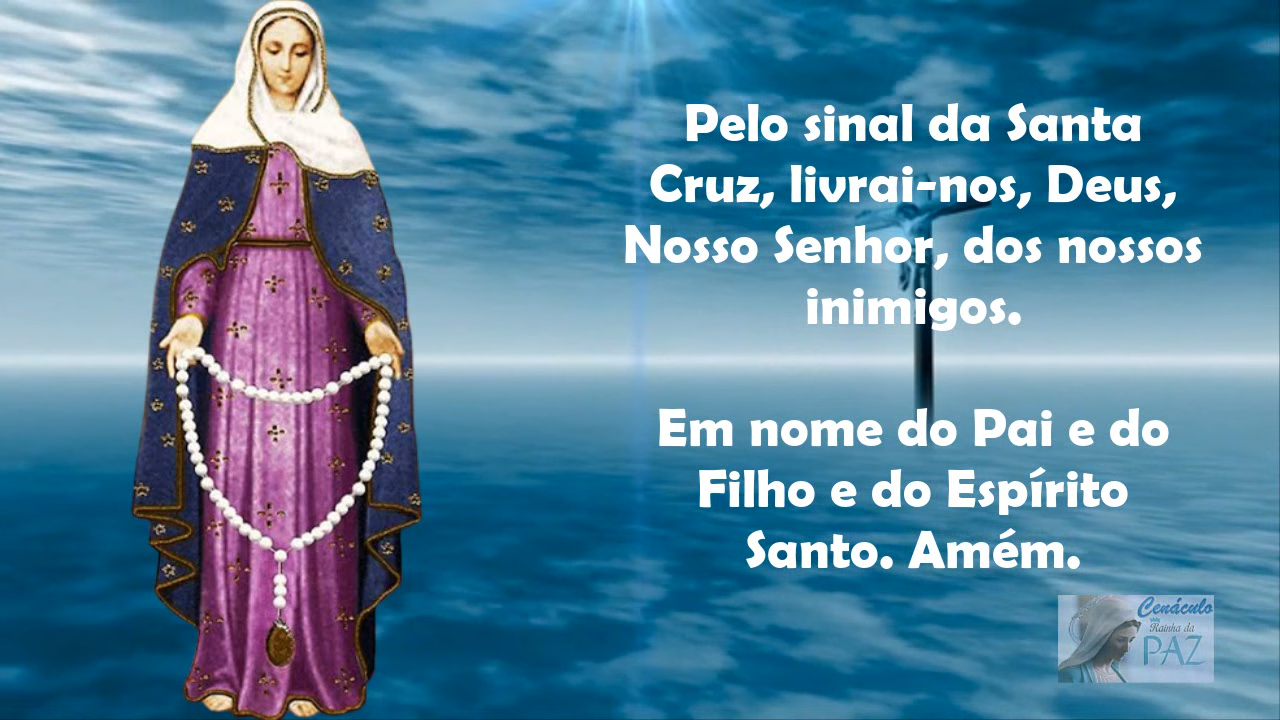 Pelo sinal da Santa
Cruz, livrai-nos, Deus,
Nosso Senhor, dos nossos
inimigos.
Em nome do Pai e do
Filho e do Espírito
Santo. Amém.
Cenáculo
Rainha da
PAZ